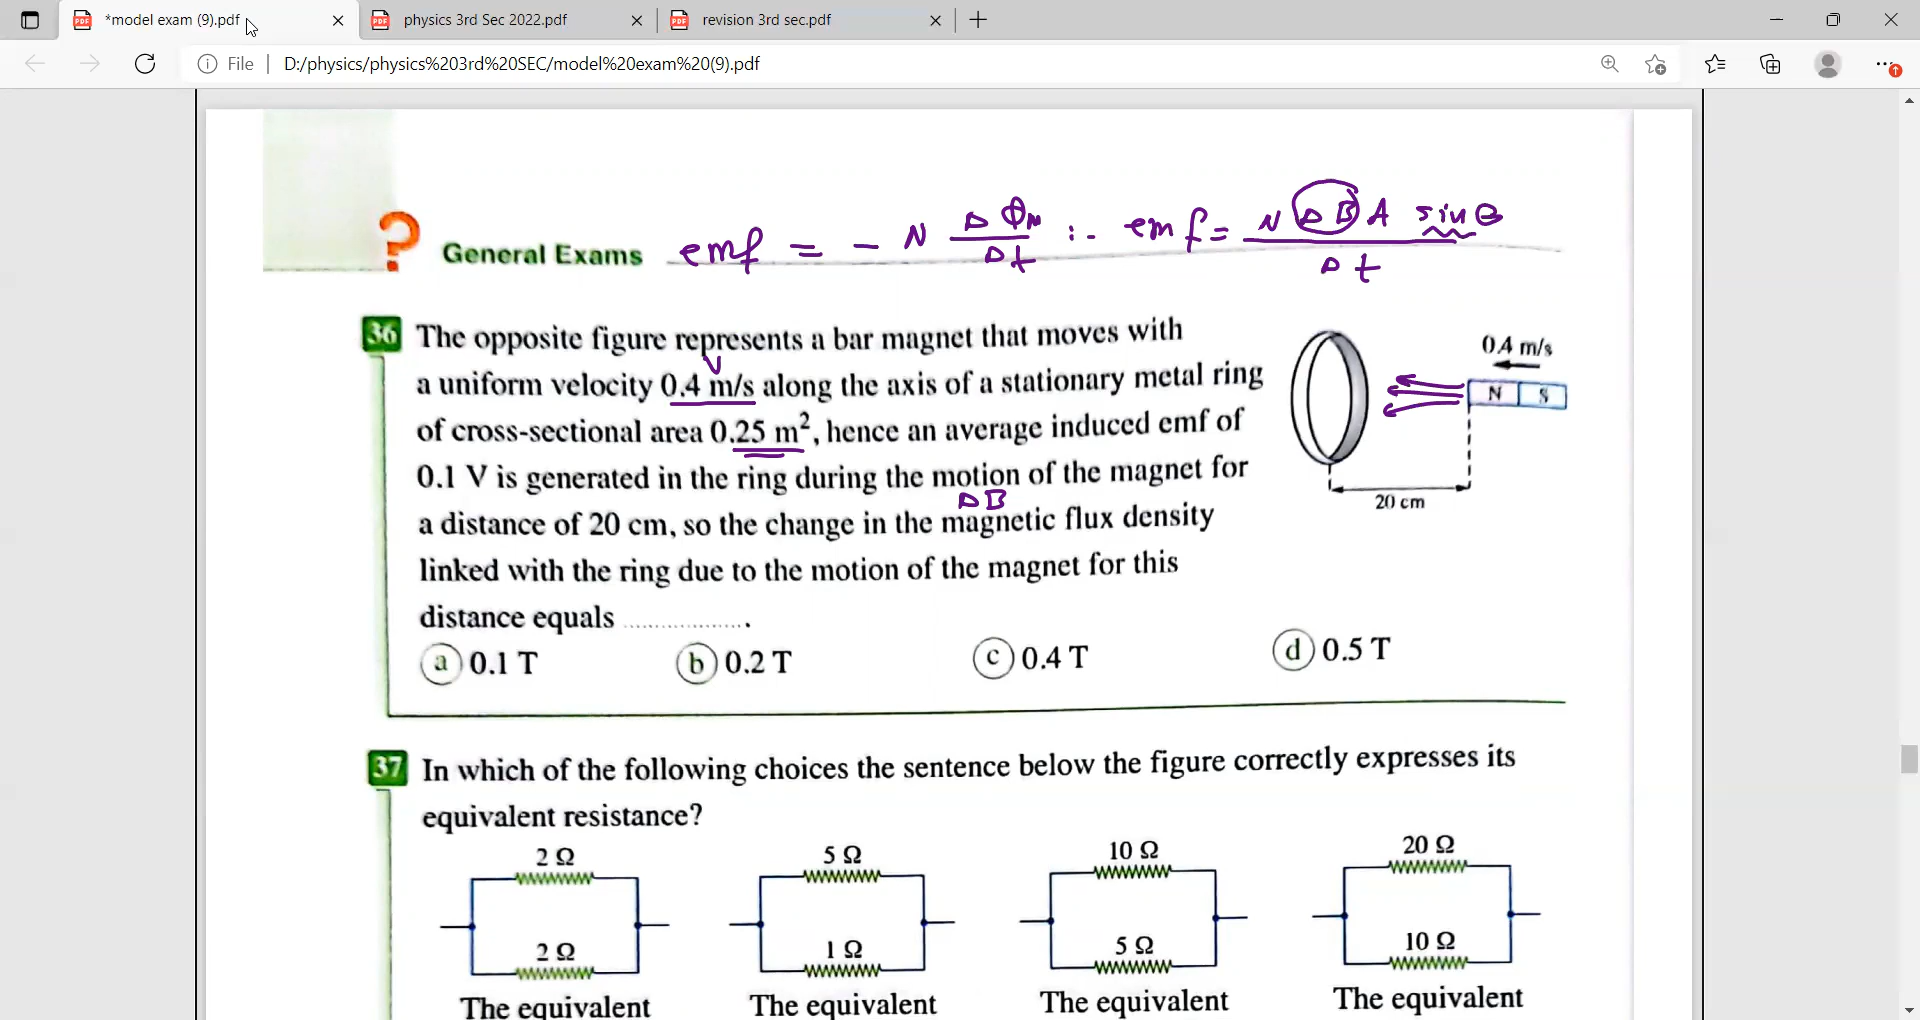 *model exam (9).pdf
physics 3rd Sec 2022.pdf
revision 3rd sec.pdf
File
D:/physics/physics%203rd%20SEC/model%20exam%20(9).pdf
?
General Exams
emf = - N Δ Φm / Δt :- emf = N Δ B A sin θ / Δ t
36 The opposite figure represents a bar magnet that moves with
V
a uniform velocity 0.4 m/s along the axis of a stationary metal ring
of cross-sectional area 0.25 m², hence an average induced emf of
0.1 V is generated in the ring during the motion of the magnet for
Δ B
a distance of 20 cm, so the change in the magnetic flux density
linked with the ring due to the motion of the magnet for this
distance equals .................. .
0.4 m/s
N S
20 cm
a 0.1 T b 0.2 T c 0.4 T d 0.5 T
37 In which of the following choices the sentence below the figure correctly expresses its
equivalent resistance?
2 Ω 5 Ω 10 Ω 20 Ω
2 Ω 1 Ω 5 Ω 10 Ω
The equivalent The equivalent The equivalent The equivalent